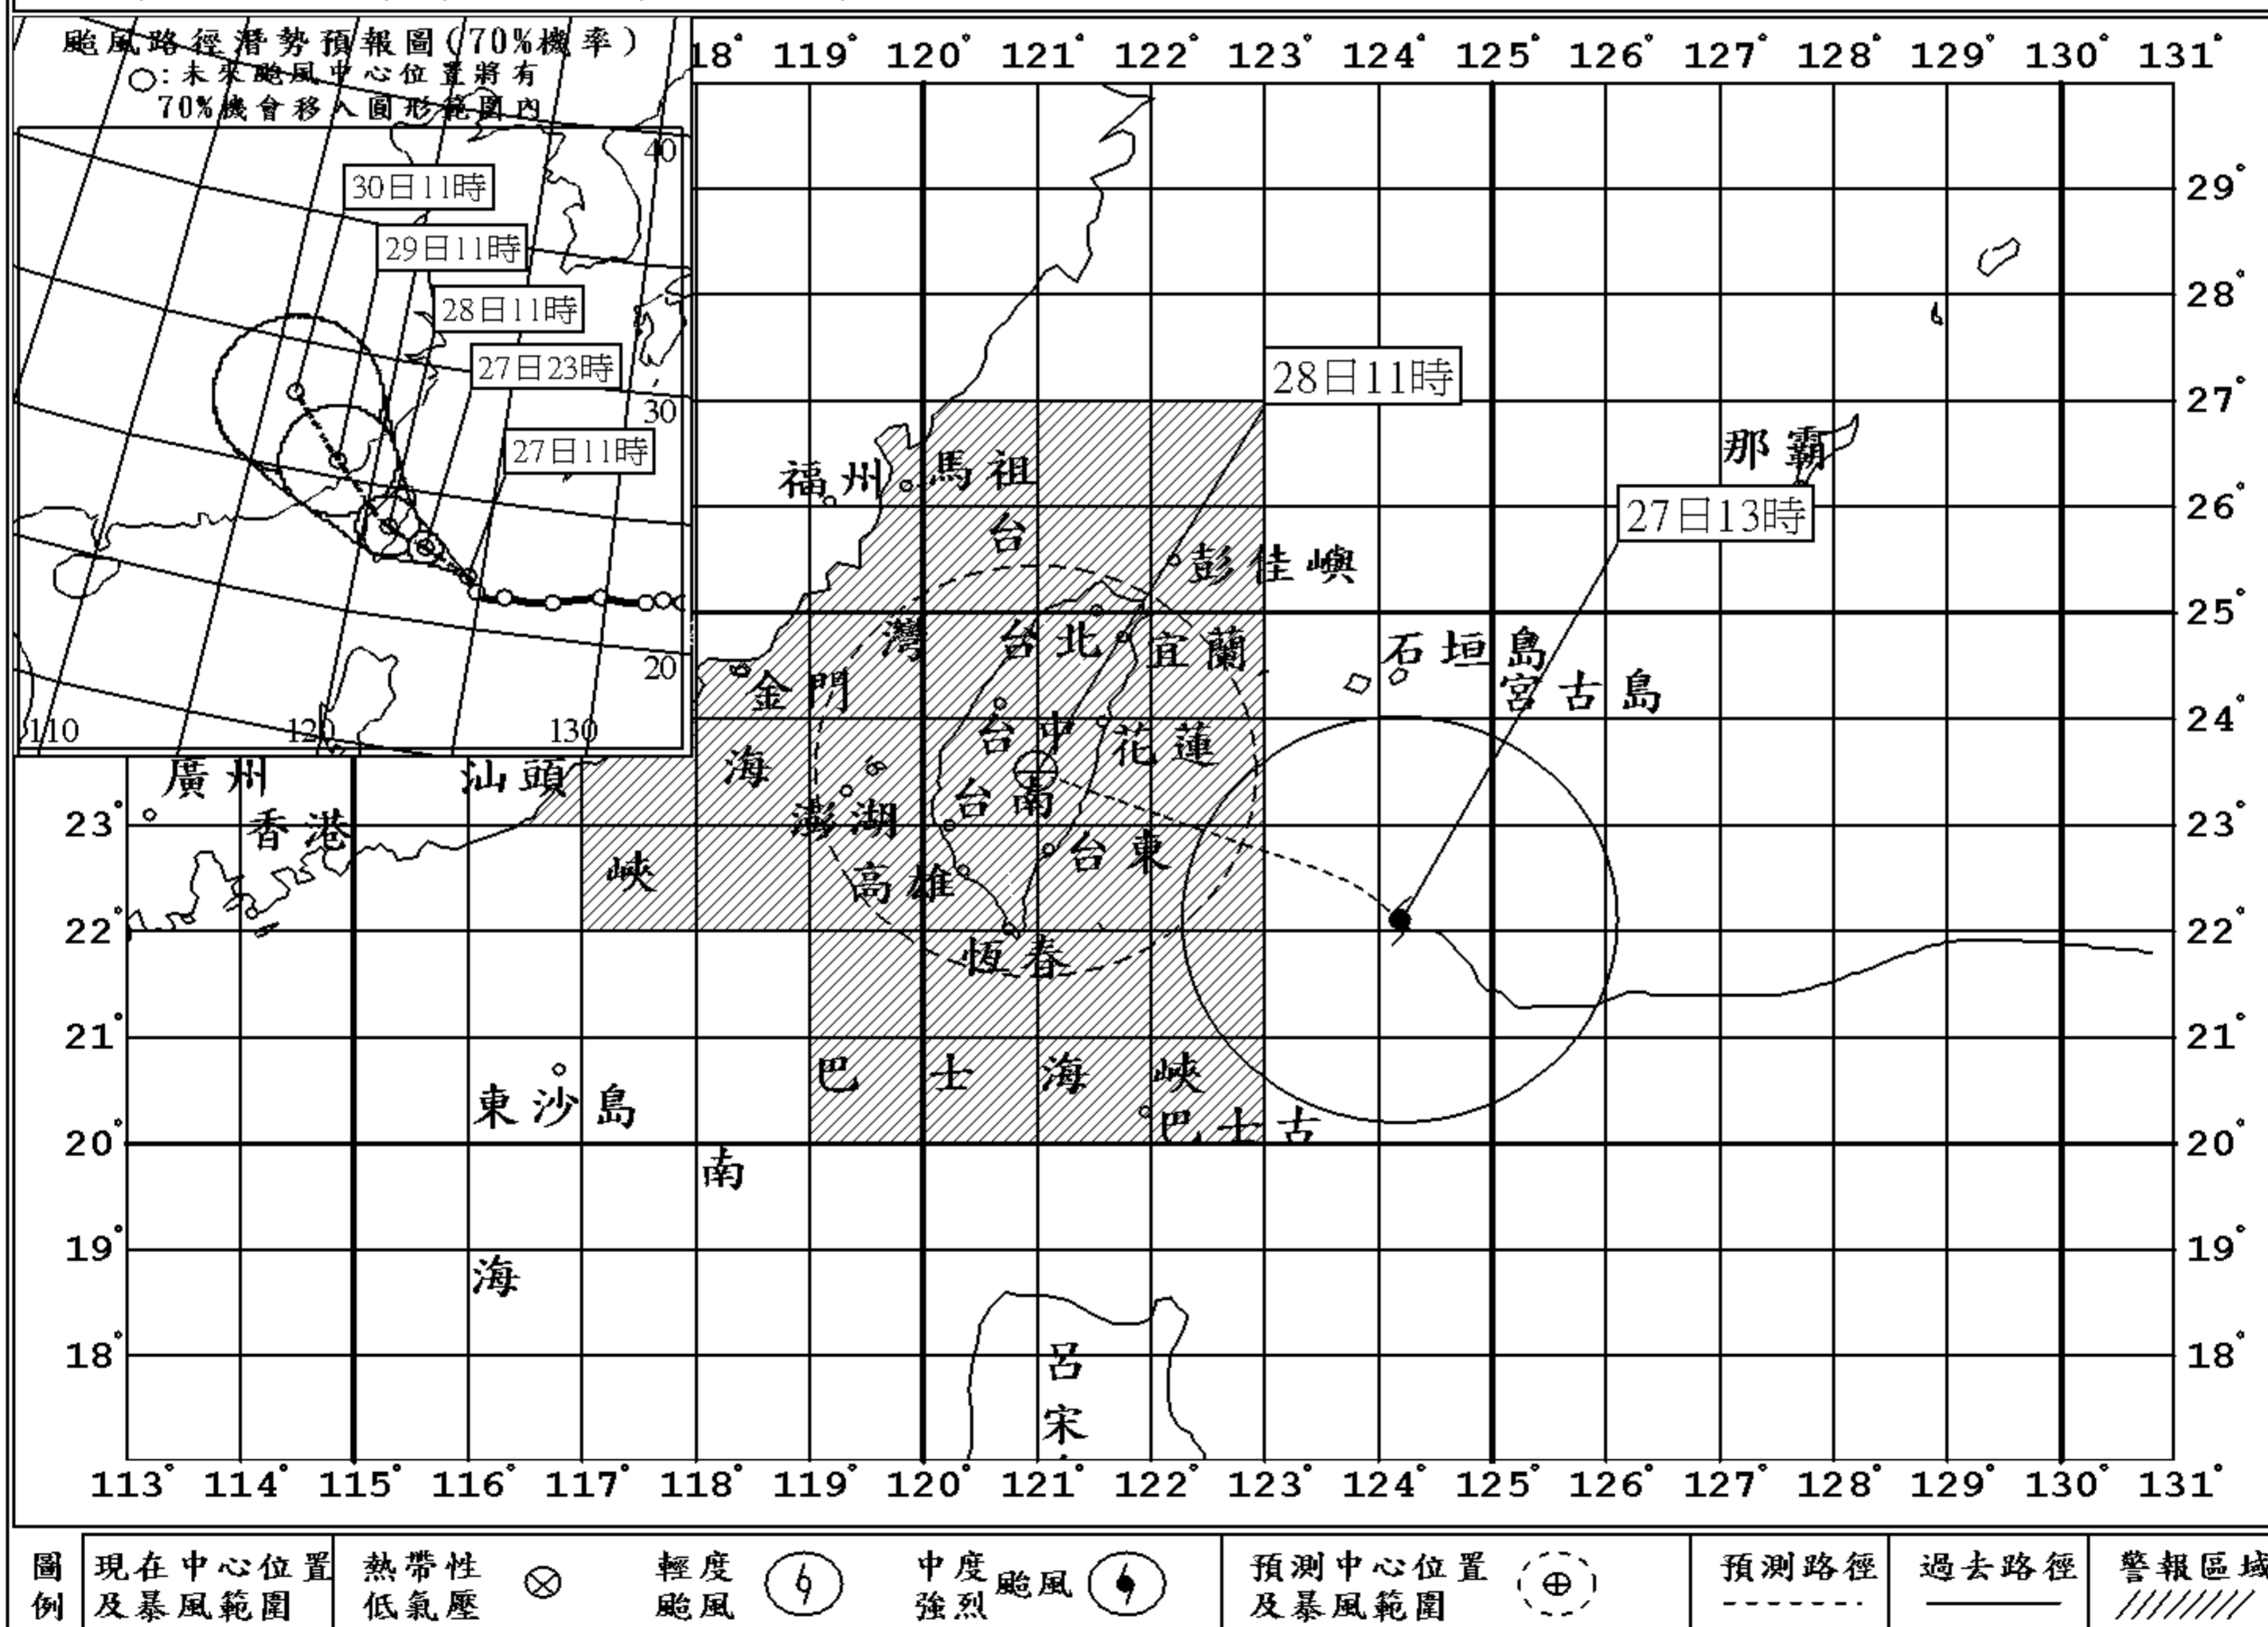 颱風路徑潛勢預報圖(70%機率)
○:未來颱風中心位置將有
70%機會移入圓形範圍內
40
30日11時
29日11時
28日11時
27日23時
30
27日11時
20
110
120
130
18° 119° 120° 121° 122° 123° 124° 125° 126° 127° 128° 129° 130° 131°
29°
28°
28日11時
27°
那霸
福州
馬祖
27日13時
26°
台
彭佳嶼
25°
灣
台北
宜蘭
石垣島
金門
宮古島
24°
台中
花蓮
海
廣州
汕頭
台南
澎湖
香港
23°
23°
台東
峽
高雄
22°
22°
恆春
21°
21°
巴士海峽
東沙島
巴士古
20°
20°
南
19°
19°
海
18°
18°
呂
宋
113° 114° 115° 116° 117° 118° 119° 120° 121° 122° 123° 124° 125° 126° 127° 128° 129° 130° 131°
圖例
現在中心位置
及暴風範圍
熱帶性
低氣壓
輕度
颱風
中度
強烈
颱風
預測中心位置
及暴風範圍
預測路徑
過去路徑
警報區域